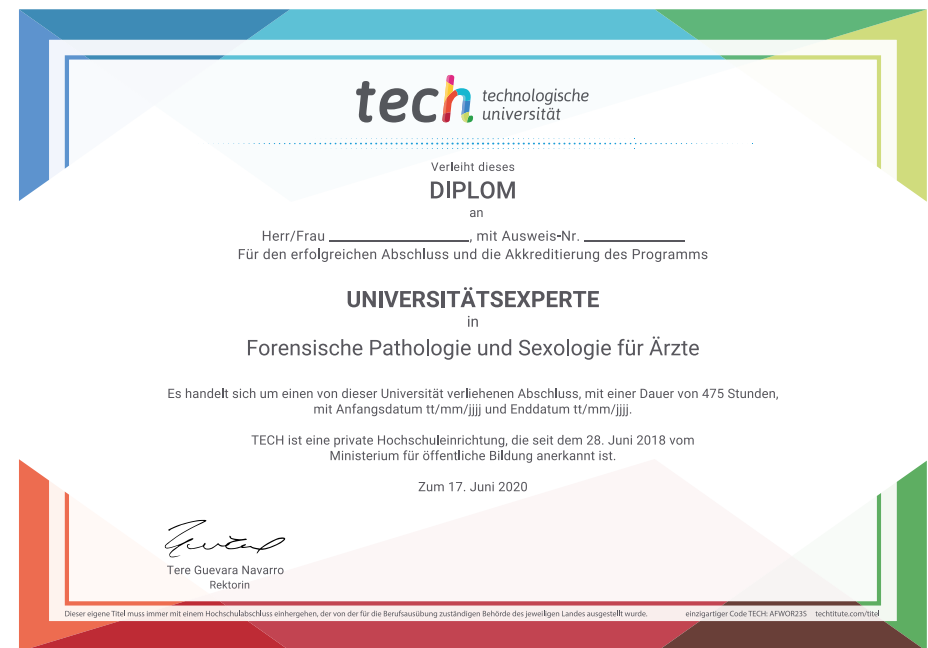 tech technologische
universität
Verleiht dieses
DIPLOM
an
Herr/Frau ____________________, mit Ausweis-Nr. ______________
Für den erfolgreichen Abschluss und die Akkreditierung des Programms
UNIVERSITÄTSEXPERTE
in
Forensische Pathologie und Sexologie für Ärzte
Es handelt sich um einen von dieser Universität verliehenen Abschluss, mit einer Dauer von 475 Stunden,
mit Anfangsdatum tt/mm/jjjj und Enddatum tt/mm/jjjj.
TECH ist eine private Hochschuleinrichtung, die seit dem 28. Juni 2018 vom
Ministerium für öffentliche Bildung anerkannt ist.
Zum 17. Juni 2020
Tere Guevara Navarro
Rektorin
Dieser eigene Titel muss immer mit einem Hochschulabschluss einhergehen, der von der für die Berufsausübung zuständigen Behörde des jeweiligen Landes ausgestellt wurde. einzigartiger Code TECH: AFWOR23S techtitute.com/titel